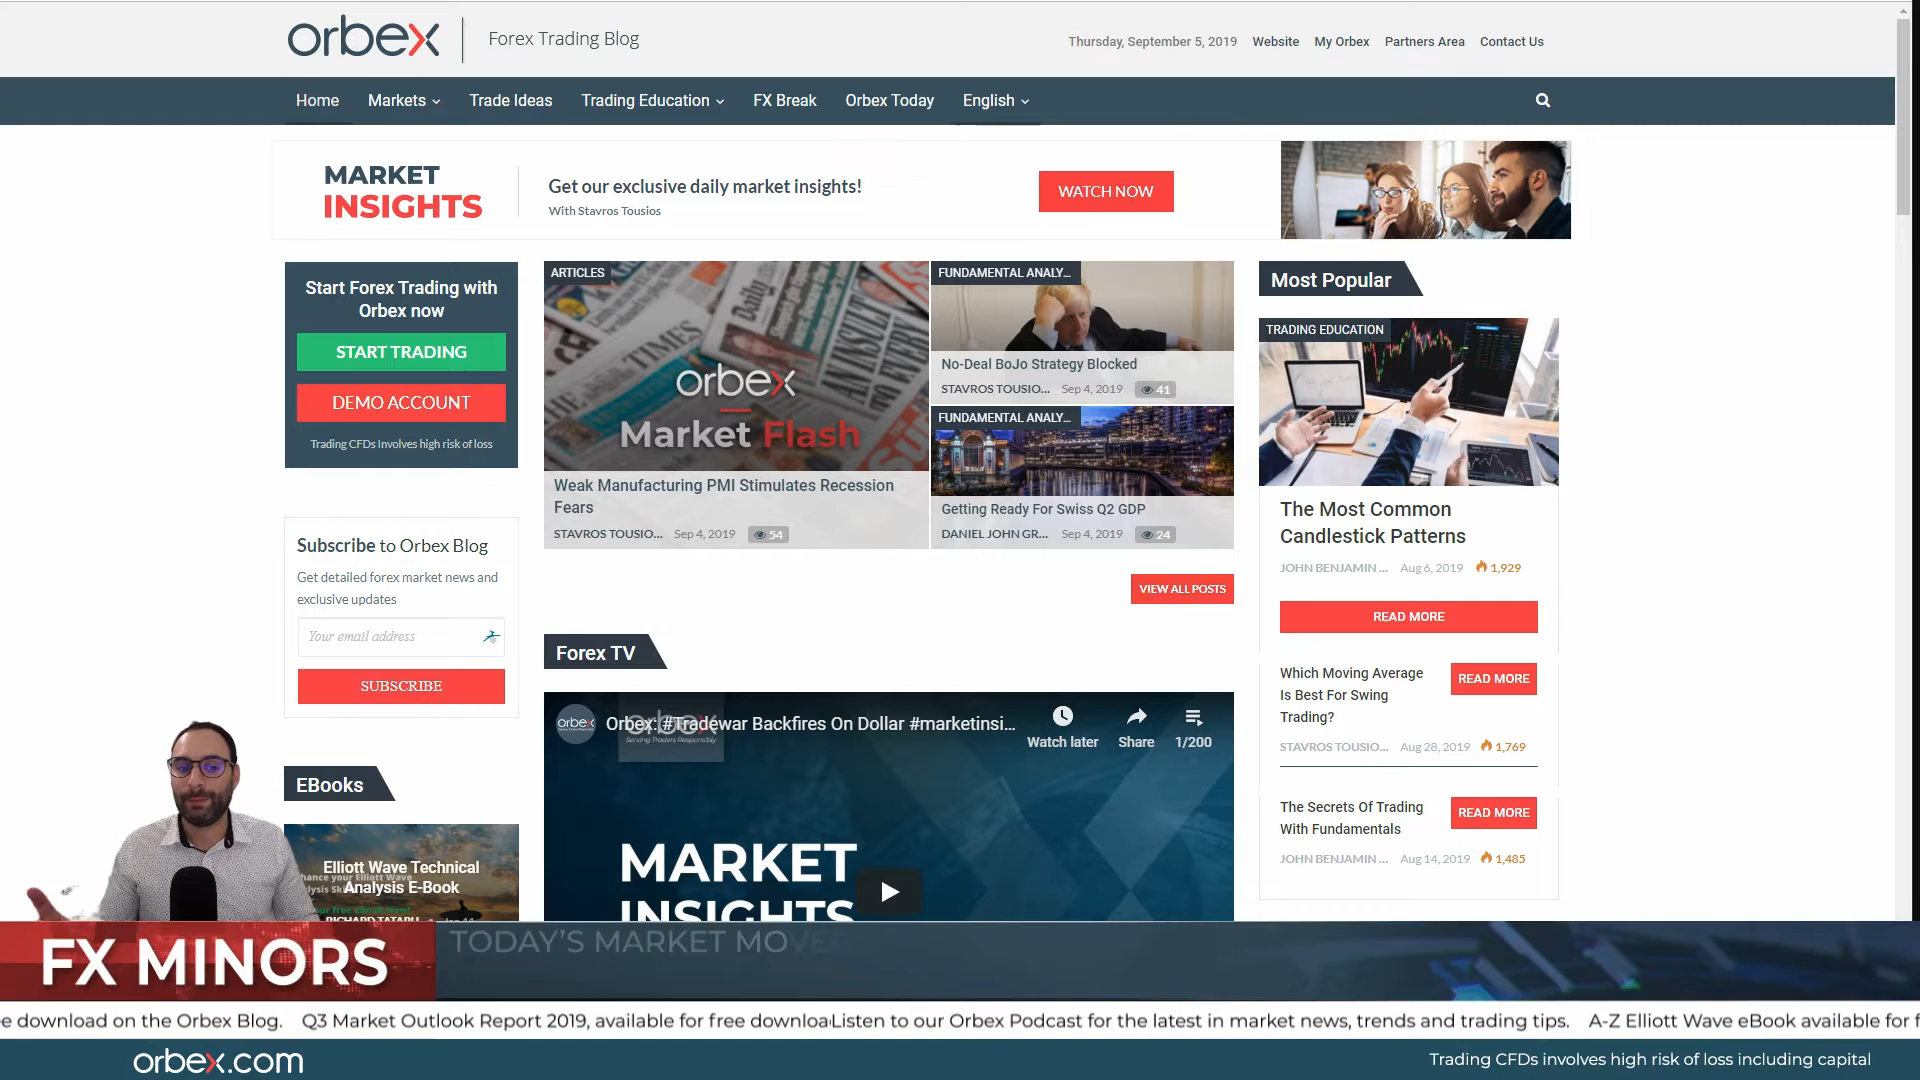 orbex
Forex Trading Blog
Thursday, September 5, 2019 Website My Orbex Partners Area Contact Us
Home Markets Trade Ideas Trading Education FX Break Orbex Today English
MARKET
INSIGHTS
Get our exclusive daily market insights!
With Stavros Tousios
WATCH NOW
Start Forex Trading with
Orbex now
START TRADING
DEMO ACCOUNT
Trading CFDs Involves high risk of loss
Subscribe to Orbex Blog
Get detailed forex market news and
exclusive updates
Your email address
SUBSCRIBE
EBooks
Elliott Wave Technical
Analysis E-Book
ARTICLES
orbex
Market Flash
Weak Manufacturing PMI Stimulates Recession
Fears
STAVROS TOUSIO... Sep 4, 2019 54
FUNDAMENTAL ANALY...
No-Deal BoJo Strategy Blocked
STAVROS TOUSIO... Sep 4, 2019 41
FUNDAMENTAL ANALY...
Getting Ready For Swiss Q2 GDP
DANIEL JOHN GR... Sep 4, 2019 24
VIEW ALL POSTS
Forex TV
orbex
Orbex: #Tradewar Backfires On Dollar #marketinsi...
Serving Traders Responsibly
Watch later Share 1/200
MARKET
INSIGHTS
Most Popular
TRADING EDUCATION
The Most Common
Candlestick Patterns
JOHN BENJAMIN ... Aug 6, 2019 1,929
READ MORE
Which Moving Average
Is Best For Swing
Trading?
READ MORE
STAVROS TOUSIO... Aug 28, 2019 1,769
The Secrets Of Trading
With Fundamentals
READ MORE
JOHN BENJAMIN ... Aug 14, 2019 1,485
FX MINORS
TODAY'S MARKET MOVE
e download on the Orbex Blog. Q3 Market Outlook Report 2019, available for free downloa Listen to our Orbex Podcast for the latest in market news, trends and trading tips. A-Z Elliott Wave eBook available for f
orbex.com
Trading CFDs involves high risk of loss including capital